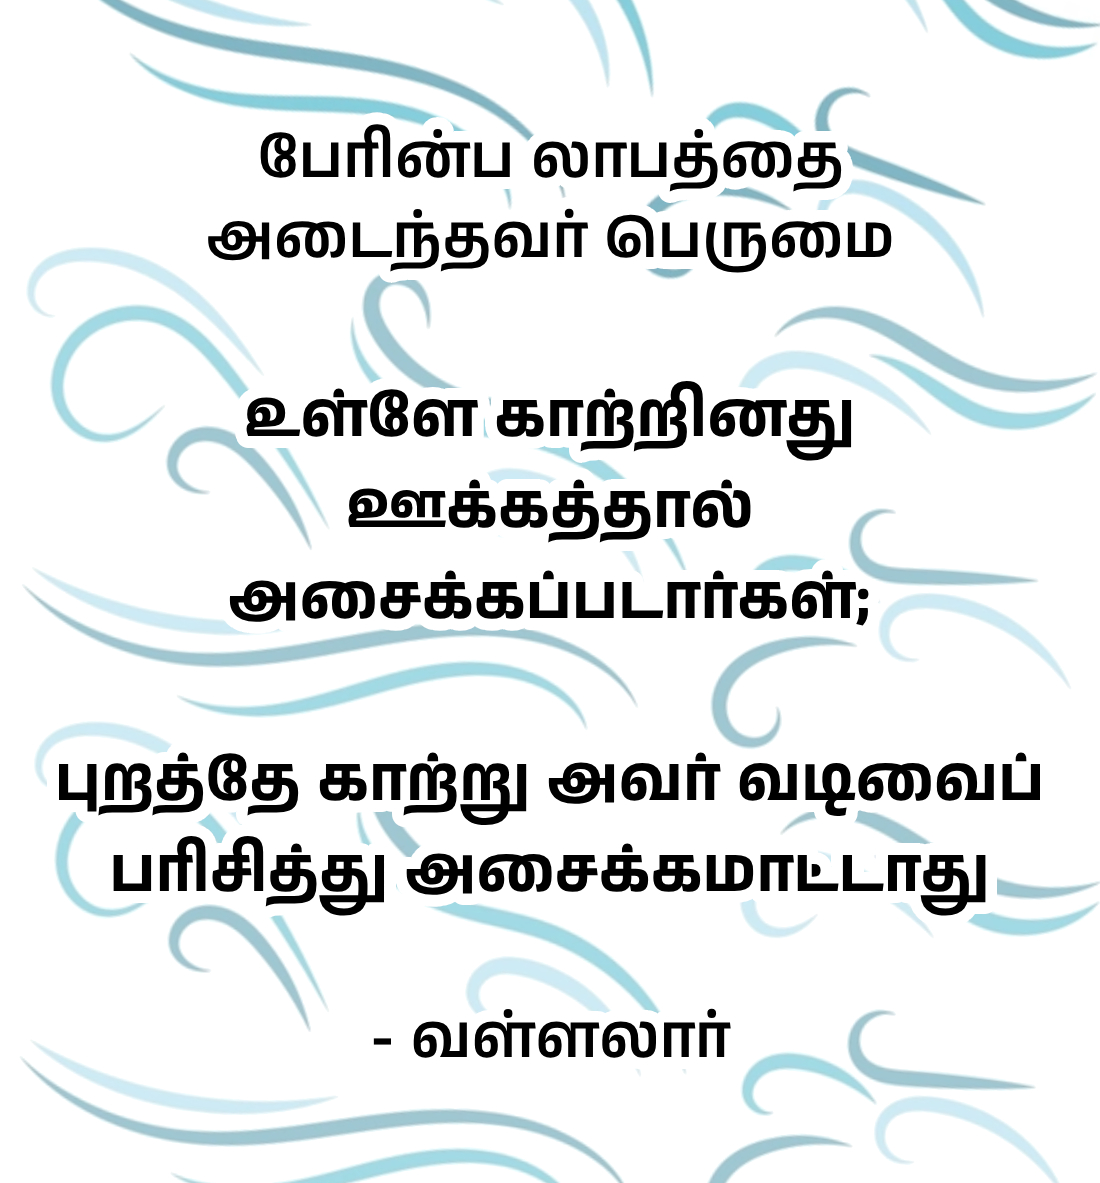 பேரின்ப லாபத்தை
அடைந்தவர் பெருமை
உள்ளே காற்றினது
ஊக்கத்தால்
அசைக்கப்படார்கள்;
புறத்தே காற்று அவர் வடிவைப்
பரிசித்து அசைக்கமாட்டாது
- வள்ளலார்